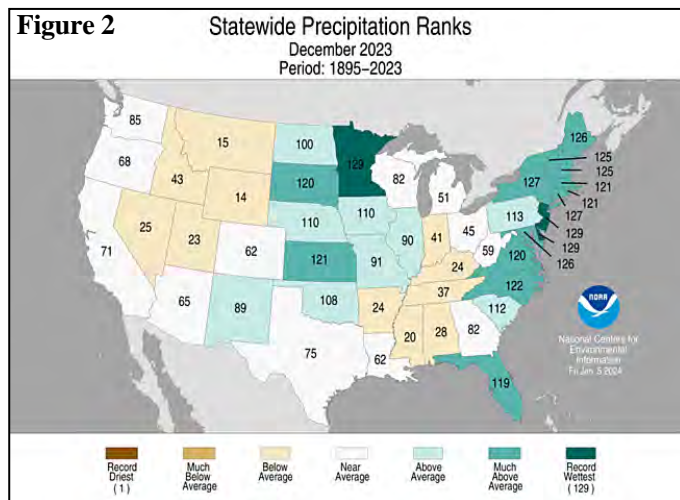 Figure 2
Statewide Precipitation Ranks
December 2023
Period: 1895–2023
85
15
100
129
126
68
43
14
120
82
51
127
125
125
121
121
127
129
129
126
25
23
62
110
110
90
41
45
113
59
120
71
121
91
24
122
65
89
108
24
37
112
75
62
20
28
82
119
NOAA
National Centers for
Environmental
Information
Fri Jan 5 2024
Record
Driest
(1)
Much
Below
Average
Below
Average
Near
Average
Above
Average
Much
Above
Average
Record
Wettest
(129)